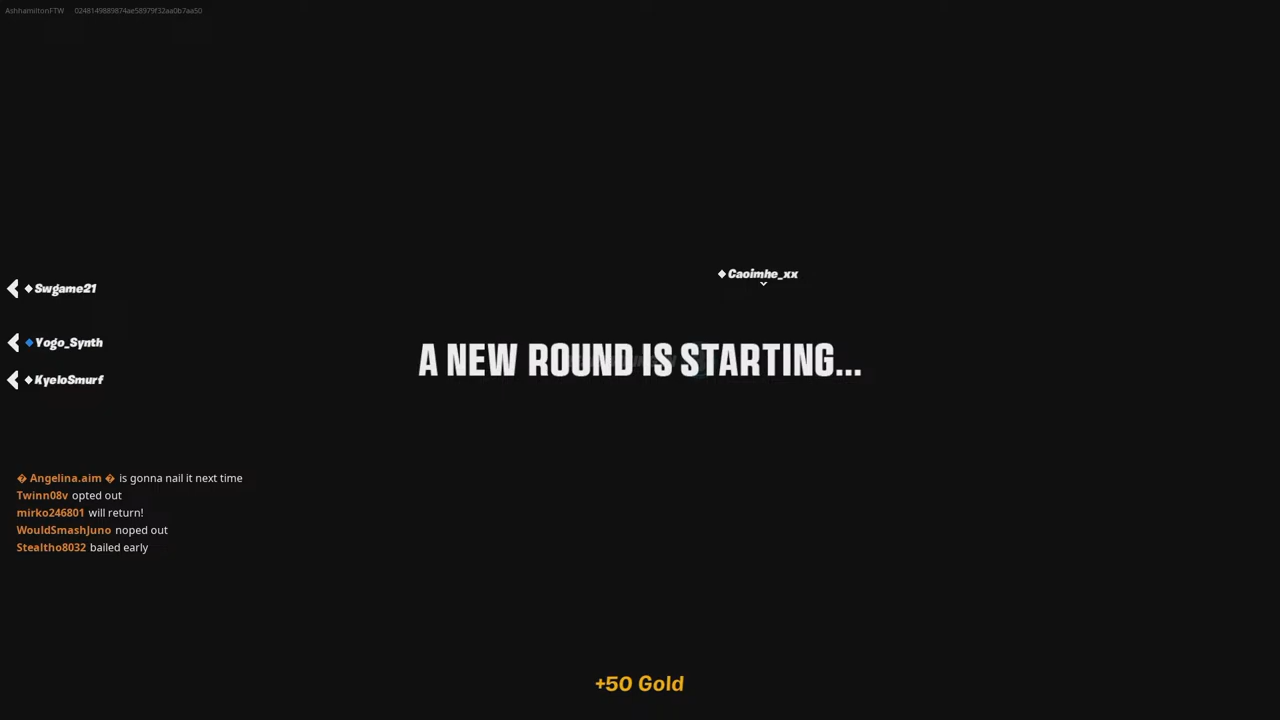 AshhamiltonFTW 0248149889874ae58979f32aa0b7aa50
Caoimhe_xx
Swgame21
Yogo_Synth
KyeloSmurf
A NEW ROUND IS STARTING...
� Angelina.aim � is gonna nail it next time
Twinn08v opted out
mirko246801 will return!
WouldSmashJuno noped out
Stealtho8032 bailed early
+50 Gold